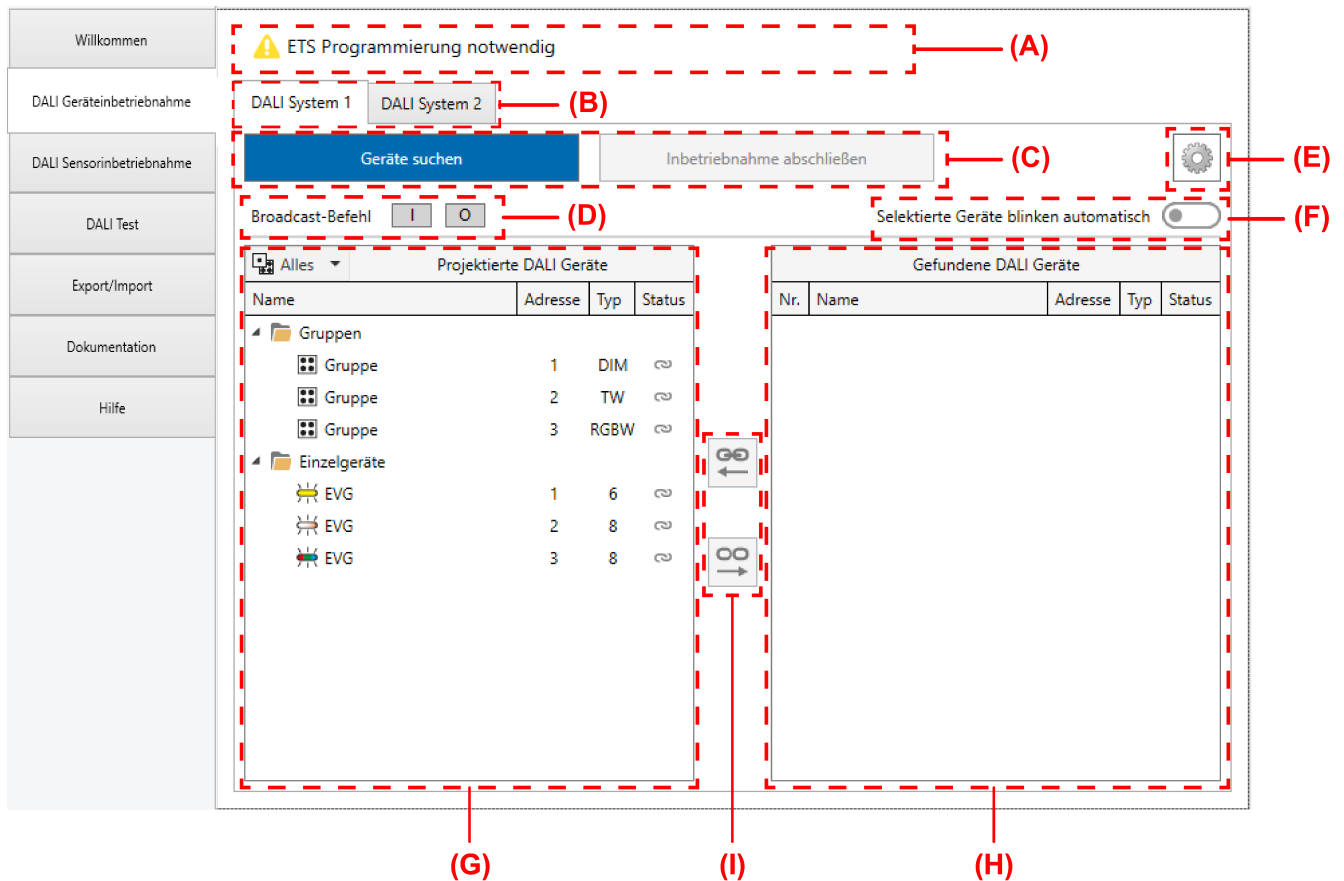 Willkommen
DALI Geräteinbetriebnahme
DALI Sensorinbetriebnahme
DALI Test
Export/Import
Dokumentation
Hilfe
ETS Programmierung notwendig
(A)
DALI System 1 DALI System 2
(B)
Geräte suchen Inbetriebnahme abschließen
(C)
(E)
Broadcast-Befehl I O
(D)
Selektierte Geräte blinken automatisch
(F)
Alles Projektierte DALI Geräte
Name Adresse Typ Status
Gruppen
Gruppe 1 DIM
Gruppe 2 TW
Gruppe 3 RGBW
Einzelgeräte
EVG 1 6
EVG 2 8
EVG 3 8
Gefundene DALI Geräte
Nr. Name Adresse Typ Status
(G) (I) (H)